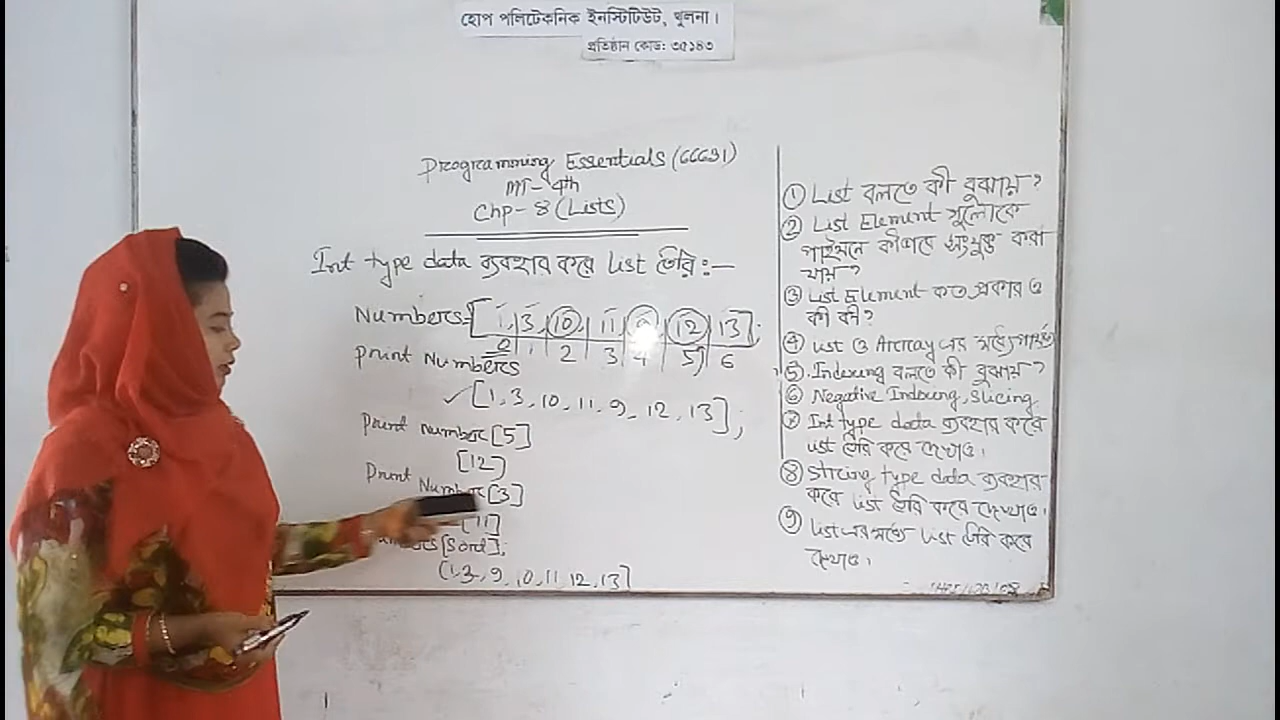 হোপ পলিটেকনিক ইনস্টিটিউট, খুলনা।
প্রতিষ্ঠান কোড: ৩৫১৪৩
Programming Essentials (66631)
MT- 4th
Chp- 8 (Lists)
Int type data ব্যবহার করে List তৈরি :-
Numbers=[1, 3, 10, 11, 9, 12, 13];
0 1 2 3 4 5 6
Print Numbers
[1, 3, 10, 11, 9, 12, 13];
Print number[5]
[12]
Print Numbers[3]
[11]
[Sord];
[1, 3, 9, 10, 11, 12, 13]
① List বলতে কী বুঝায়?
② List Element গুলোকে
পাইথনে কীভাবে সংযুক্ত করা
যায়?
③ List Element কত প্রকার ও
কী কী?
④ List ও Array এর মধ্যে পার্থক্য
⑤ Indexing বলতে কী বুঝায়?
⑥ Negative Indexing, Slicing
⑦ Int type data ব্যবহার করে
List তৈরি করে দেখাও।
⑧ String type data ব্যবহার
করে List তৈরি করে দেখাও।
⑨ List এর মধ্যে List তৈরি করে
দেখাও।